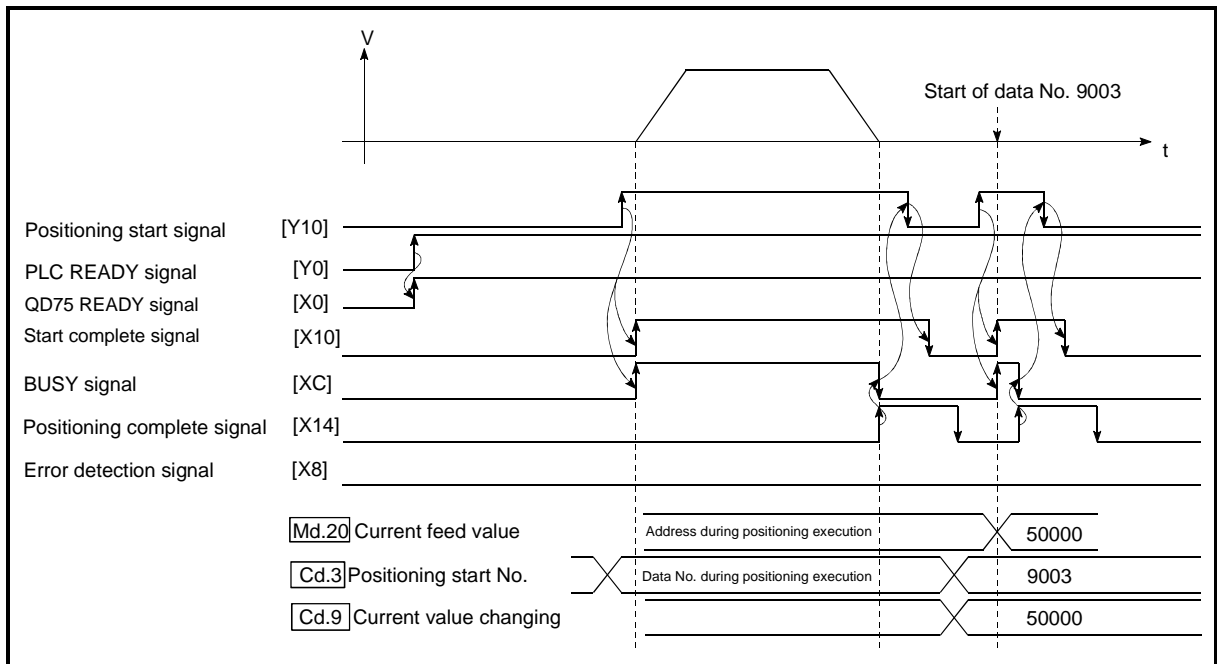 V
Start of data No. 9003
t
Positioning start signal [Y10]
PLC READY signal [Y0]
QD75 READY signal [X0]
Start complete signal [X10]
BUSY signal [XC]
Positioning complete signal [X14]
Error detection signal [X8]
Md.20 Current feed value Address during positioning execution 50000
Cd.3 Positioning start No. Data No. during positioning execution 9003
Cd.9 Current value changing 50000